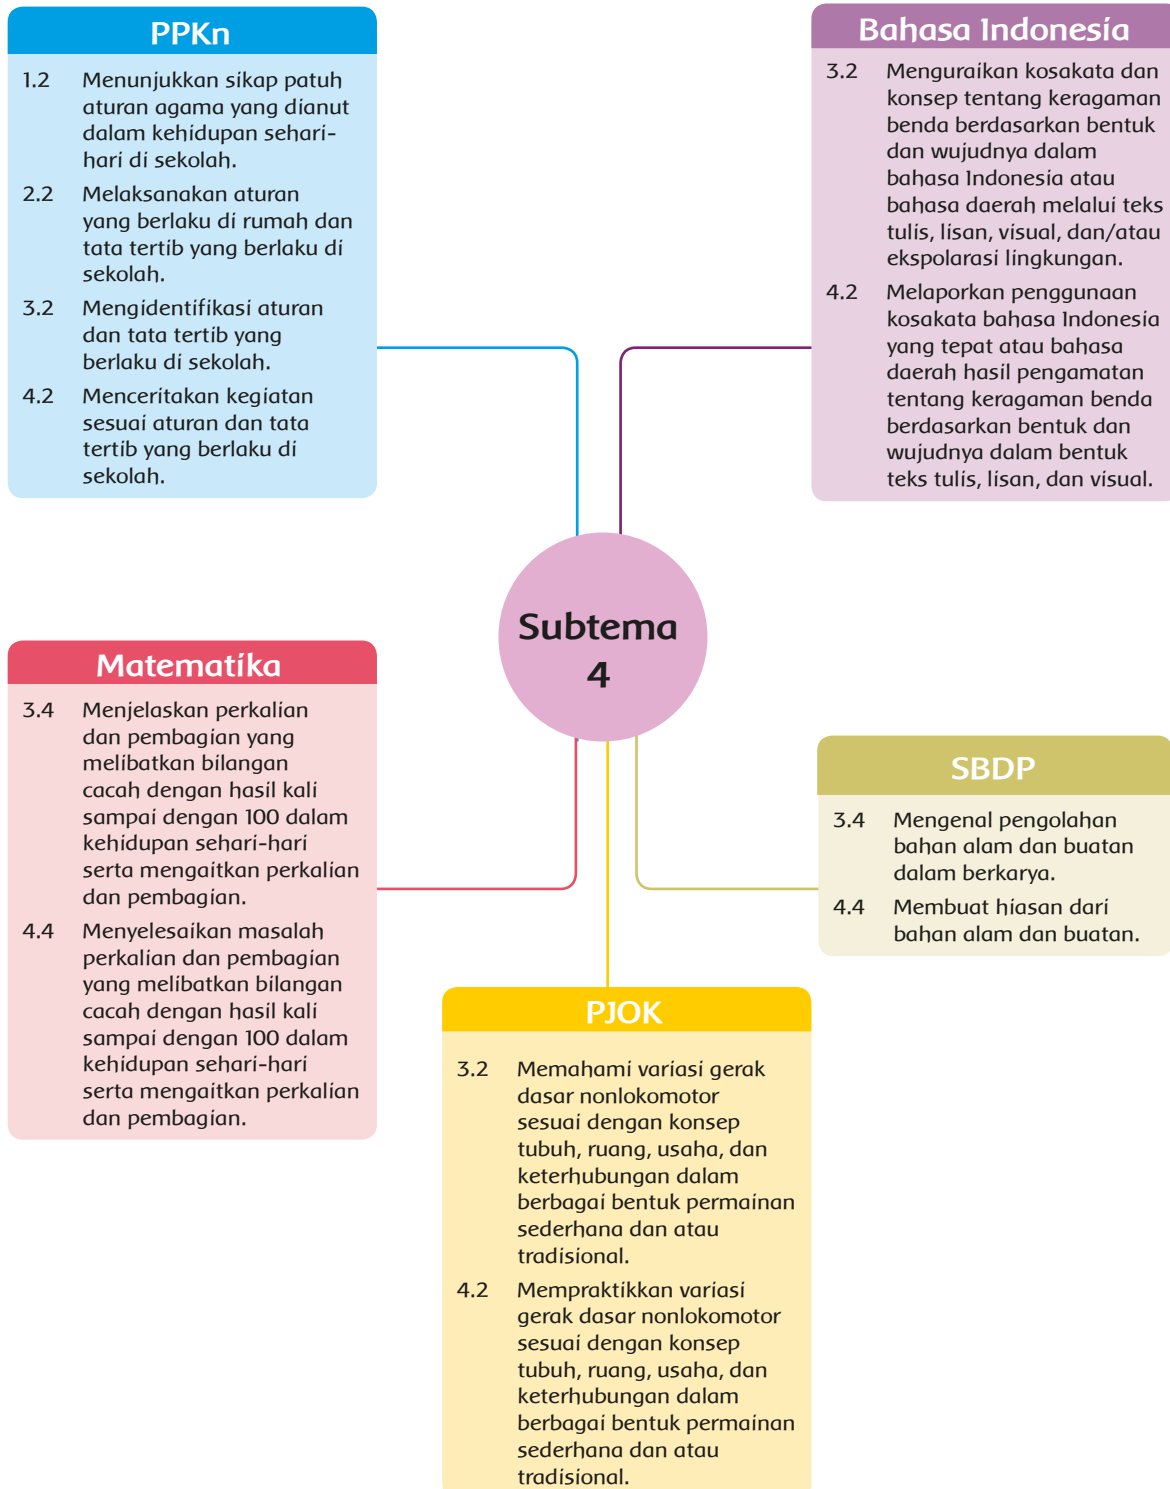 PPKn
1.2 Menunjukkan sikap patuh
aturan agama yang dianut
dalam kehidupan sehari-
hari di sekolah.
2.2 Melaksanakan aturan
yang berlaku di rumah dan
tata tertib yang berlaku di
sekolah.
3.2 Mengidentifikasi aturan
dan tata tertib yang
berlaku di sekolah.
4.2 Menceritakan kegiatan
sesuai aturan dan tata
tertib yang berlaku di
sekolah.
Bahasa Indonesia
3.2 Menguraikan kosakata dan
konsep tentang keragaman
benda berdasarkan bentuk
dan wujudnya dalam
bahasa Indonesia atau
bahasa daerah melalui teks
tulis, lisan, visual, dan/atau
ekspolarasi lingkungan.
4.2 Melaporkan penggunaan
kosakata bahasa Indonesia
yang tepat atau bahasa
daerah hasil pengamatan
tentang keragaman benda
berdasarkan bentuk dan
wujudnya dalam bentuk
teks tulis, lisan, dan visual.
Subtema
4
Matematika
3.4 Menjelaskan perkalian
dan pembagian yang
melibatkan bilangan
cacah dengan hasil kali
sampai dengan 100 dalam
kehidupan sehari-hari
serta mengaitkan perkalian
dan pembagian.
4.4 Menyelesaikan masalah
perkalian dan pembagian
yang melibatkan bilangan
cacah dengan hasil kali
sampai dengan 100 dalam
kehidupan sehari-hari
serta mengaitkan perkalian
dan pembagian.
SBDP
3.4 Mengenal pengolahan
bahan alam dan buatan
dalam berkarya.
4.4 Membuat hiasan dari
bahan alam dan buatan.
PJOK
3.2 Memahami variasi gerak
dasar nonlokomotor
sesuai dengan konsep
tubuh, ruang, usaha, dan
keterhubungan dalam
berbagai bentuk permainan
sederhana dan atau
tradisional.
4.2 Mempraktikkan variasi
gerak dasar nonlokomotor
sesuai dengan konsep
tubuh, ruang, usaha, dan
keterhubungan dalam
berbagai bentuk permainan
sederhana dan atau
tradisional.